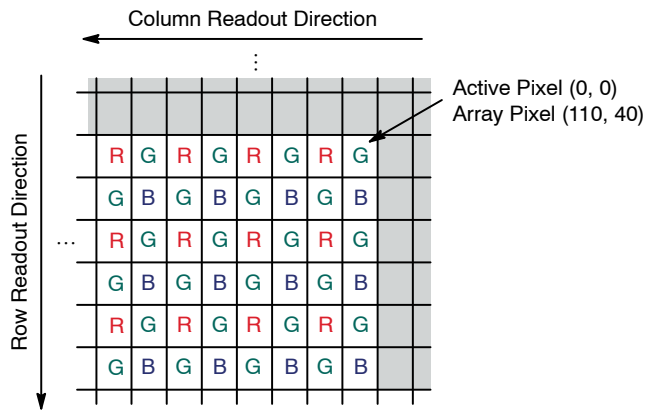 Column Readout Direction
...
Active Pixel (0, 0)
Array Pixel (110, 40)
Row Readout Direction
...
R G R G R G R G
G B G B G B G B
R G R G R G R G
G B G B G B G B
R G R G R G R G
G B G B G B G B